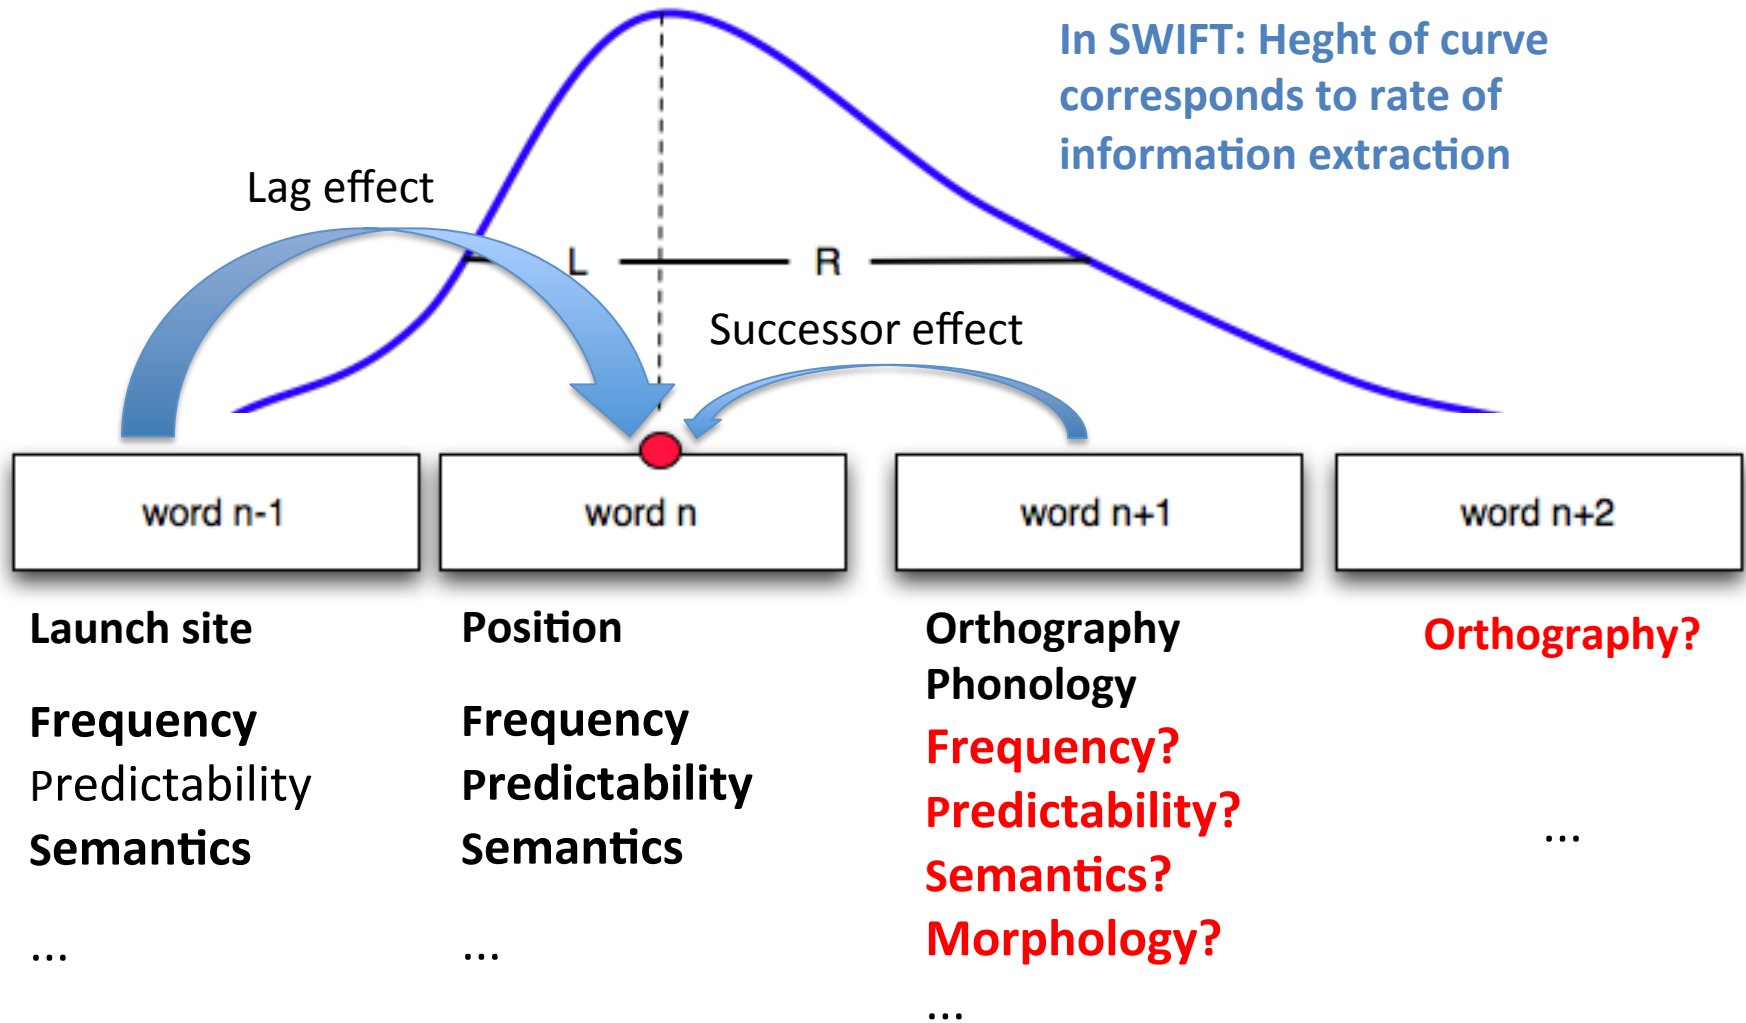 In SWIFT: Heght of curve
corresponds to rate of
information extraction
Lag effect
L
R
Successor effect
word n-1
word n
word n+1
word n+2
Launch site
Frequency
Predictability
Semantics
...
Position
Frequency
Predictability
Semantics
...
Orthography
Phonology
Frequency?
Predictability?
Semantics?
Morphology?
...
Orthography?
...